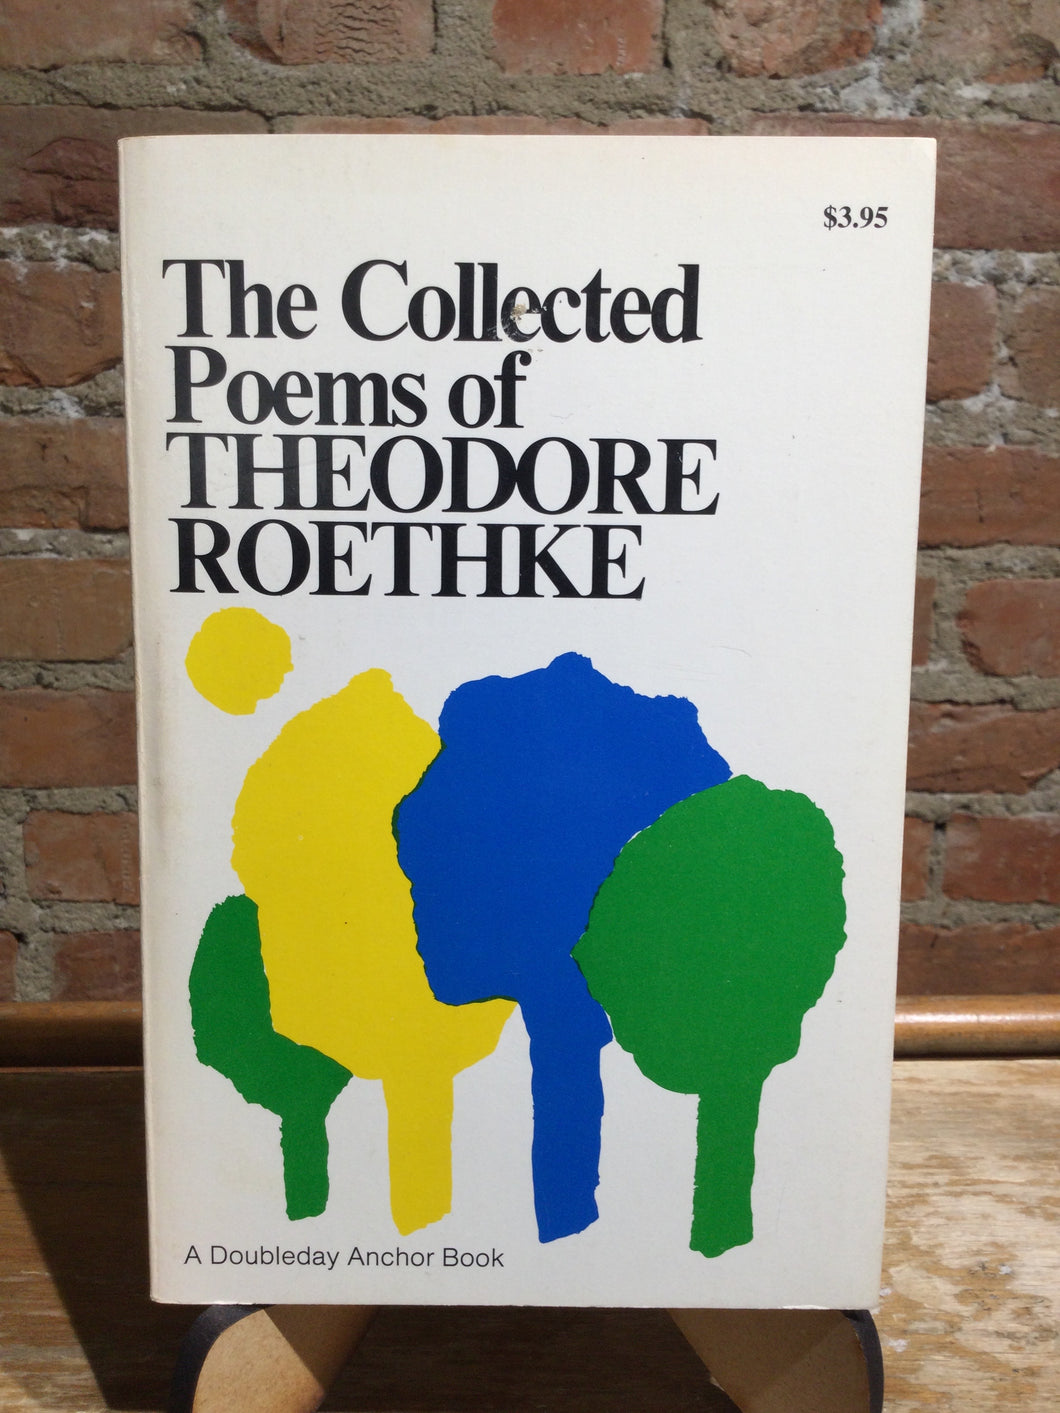 $3.95
The Collected
Poems of
THEODORE
ROETHKE
A Doubleday Anchor Book